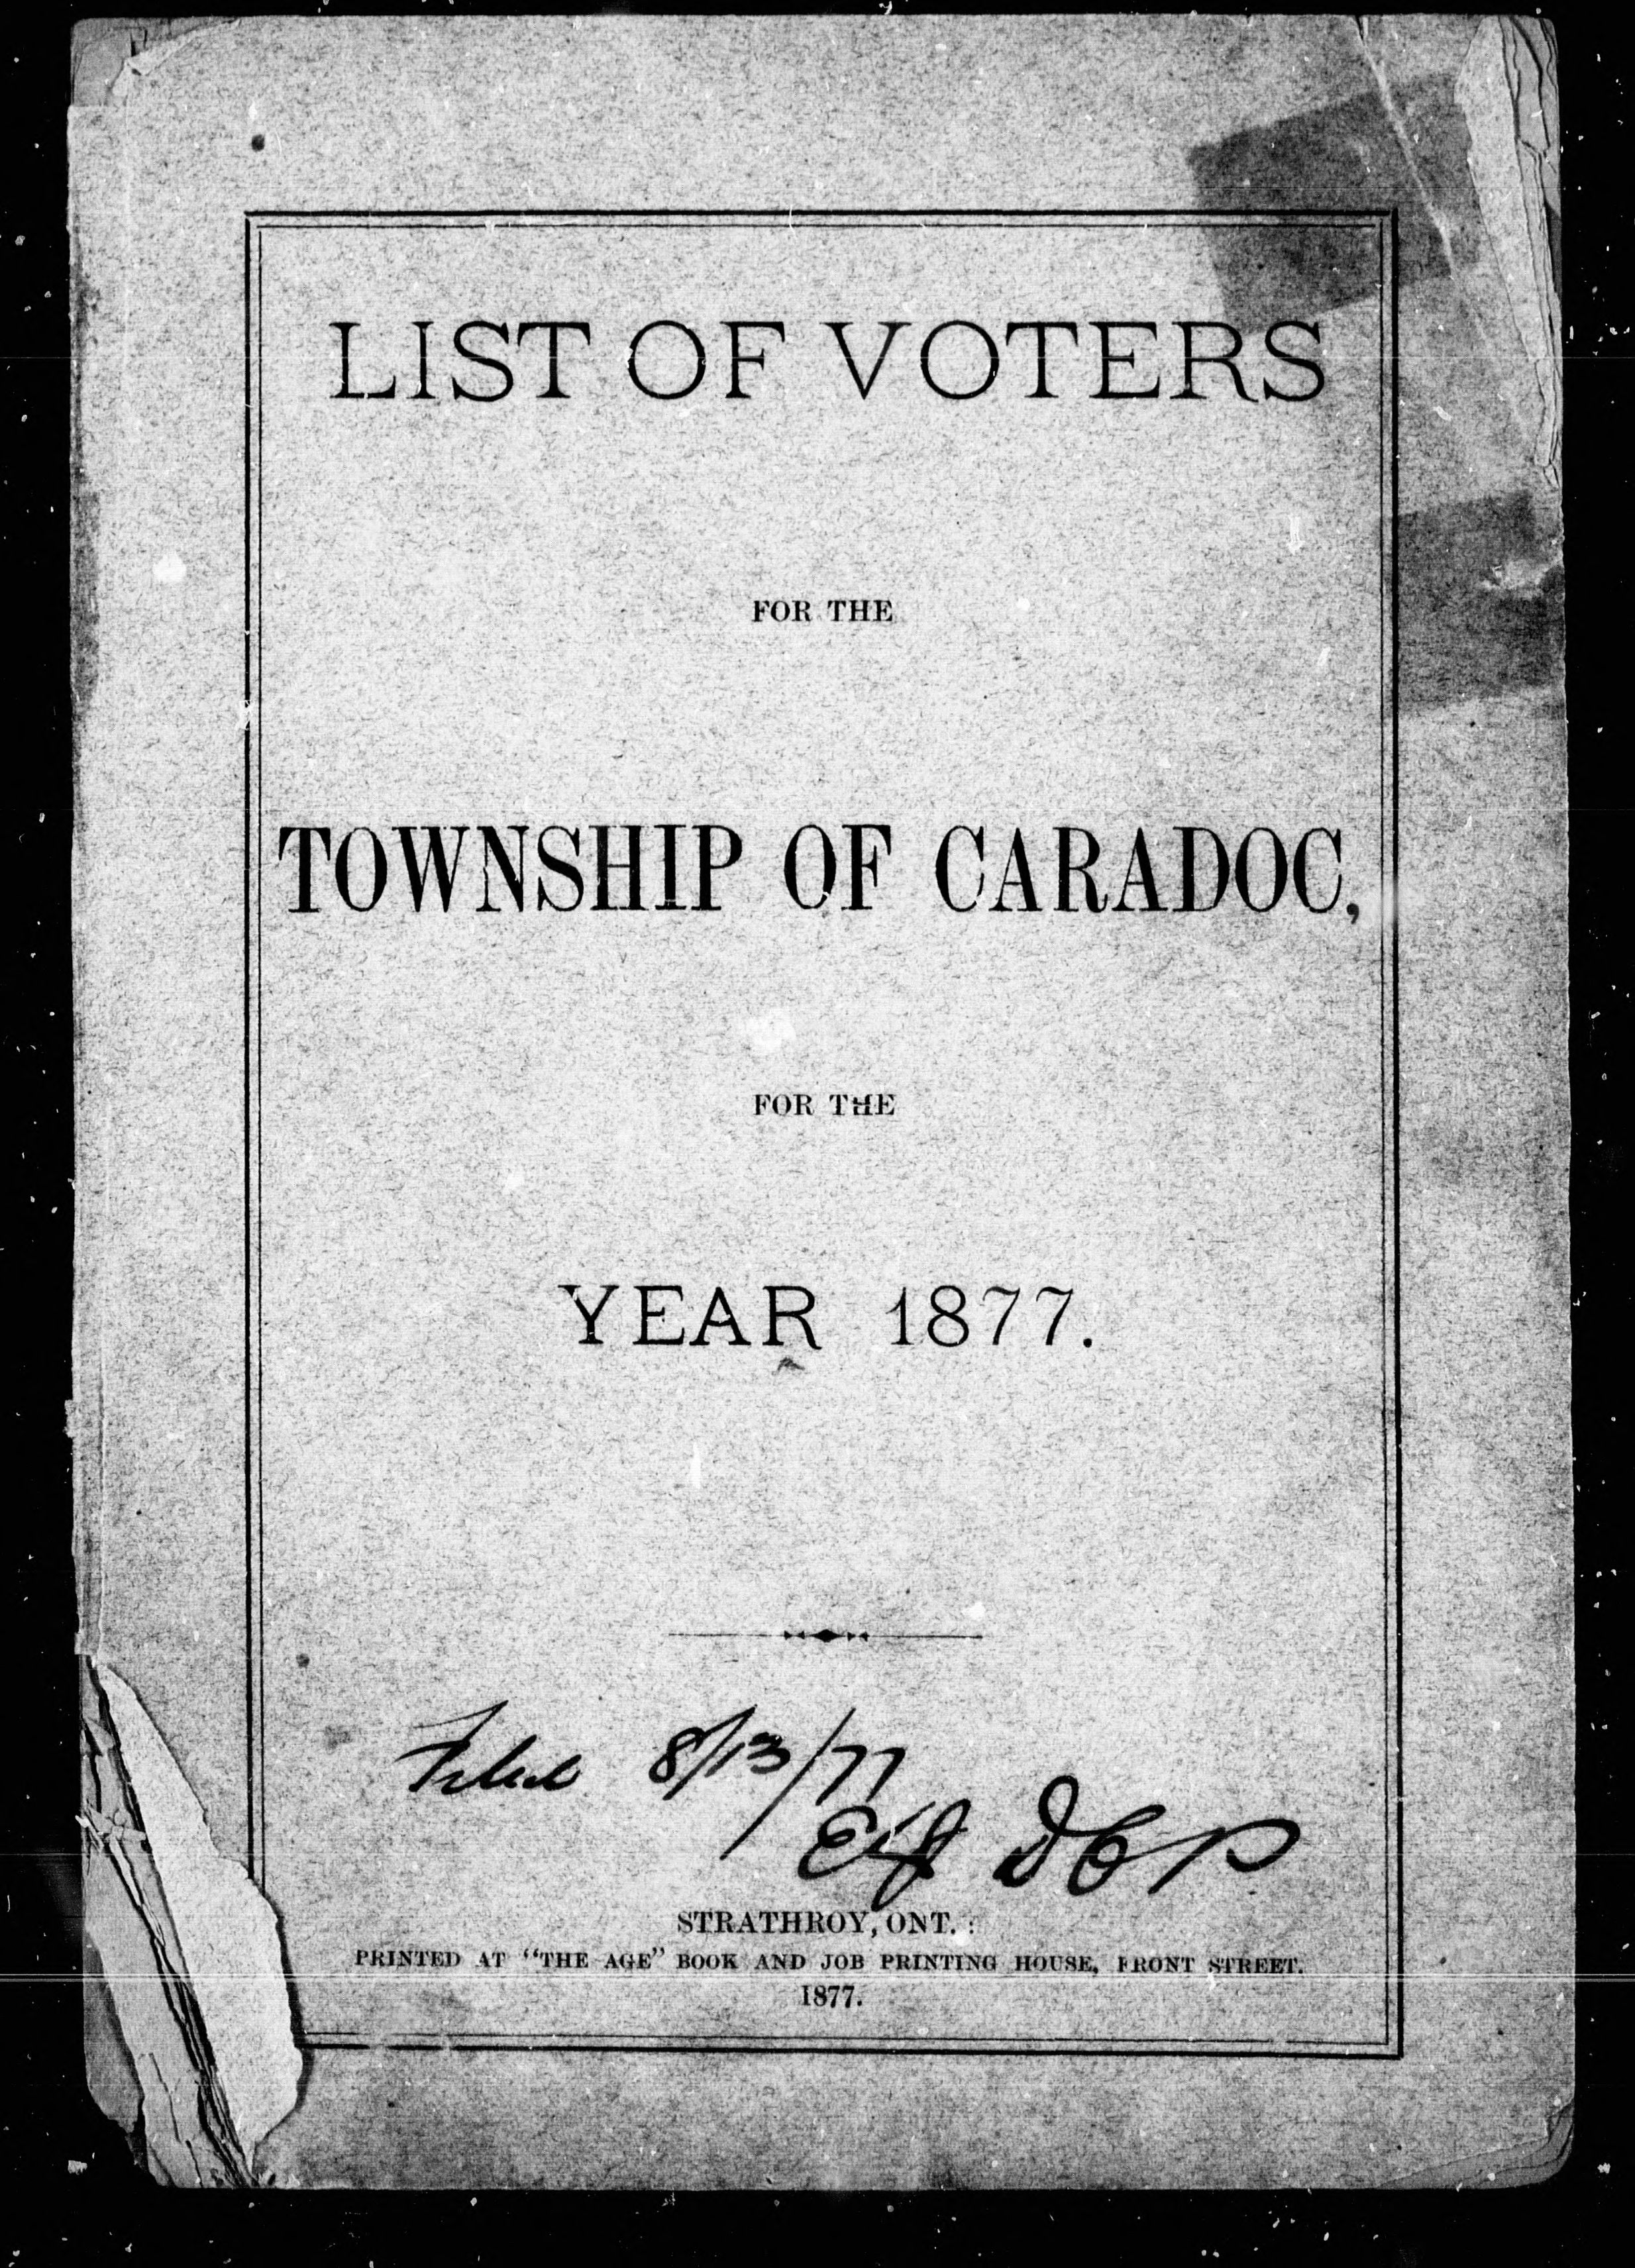 LIST OF VOTERS
FOR THE
TOWNSHIP OF CARADOC,
FOR THE
YEAR 1877.
Filed 8/13/77
STRATHROY, ONT. :
PRINTED AT "THE AGE" BOOK AND JOB PRINTING HOUSE, FRONT STREET.
1877.